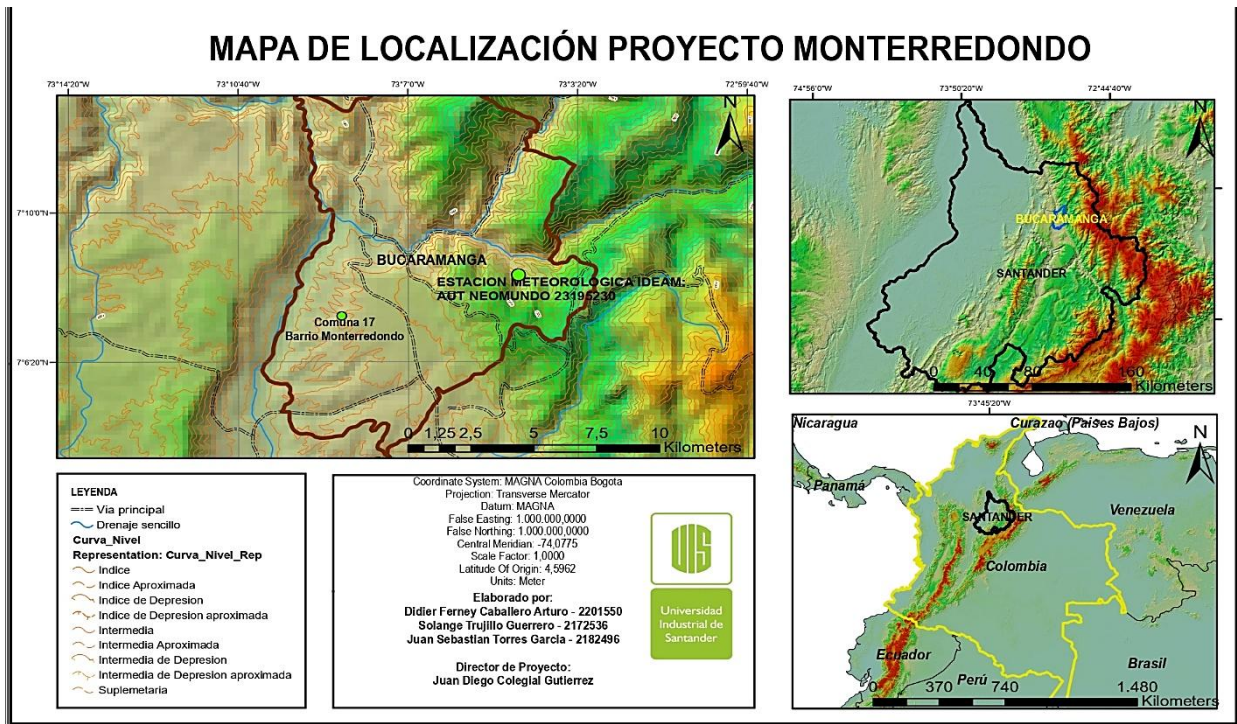 MAPA DE LOCALIZACIÓN PROYECTO MONTERREDONDO
73°14'20"W
73°10'40"W
73°7'0"W
73°3'20"W
72°59'40"W
N
7°10'0"N
7°6'20"N
BUCARAMANGA
ESTACION METEOROLOGICA IDEAM:
AUT NEOMUNDO 23195230
Comuna 17
Barrio Monterredondo
0 1,25 2,5 5 7,5 10
Kilometers
74°56'0"W
73°50'20"W
72°44'40"W
N
BUCARAMANGA
SANTANDER
0 40 80 160
Kilometers
73°45'20"W
Nicaragua
Curazao (Paises Bajos)
N
Panamá
SANTANDER
Venezuela
Colombia
Ecuador
Perú
Brasil
0 370 740 1.480
Kilometers
LEYENDA
Via principal
Drenaje sencillo
Curva_Nivel
Representation: Curva_Nivel_Rep
Indice
Indice Aproximada
Indice de Depresion
Indice de Depresion aproximada
Intermedia
Intermedia Aproximada
Intermedia de Depresion
Intermedia de Depresion aproximada
Suplemetaria
Coordinate System: MAGNA Colombia Bogota
Projection: Transverse Mercator
Datum: MAGNA
False Easting: 1.000.000,0000
False Northing: 1.000.000,0000
Central Meridian: -74,0775
Scale Factor: 1,0000
Latitude Of Origin: 4,5962
Units: Meter
Elaborado por:
Didier Ferney Caballero Arturo - 2201550
Solange Trujillo Guerrero - 2172536
Juan Sebastian Torres Garcia - 2182496
Director de Proyecto:
Juan Diego Colegial Gutierrez
UIS
Universidad
Industrial de
Santander